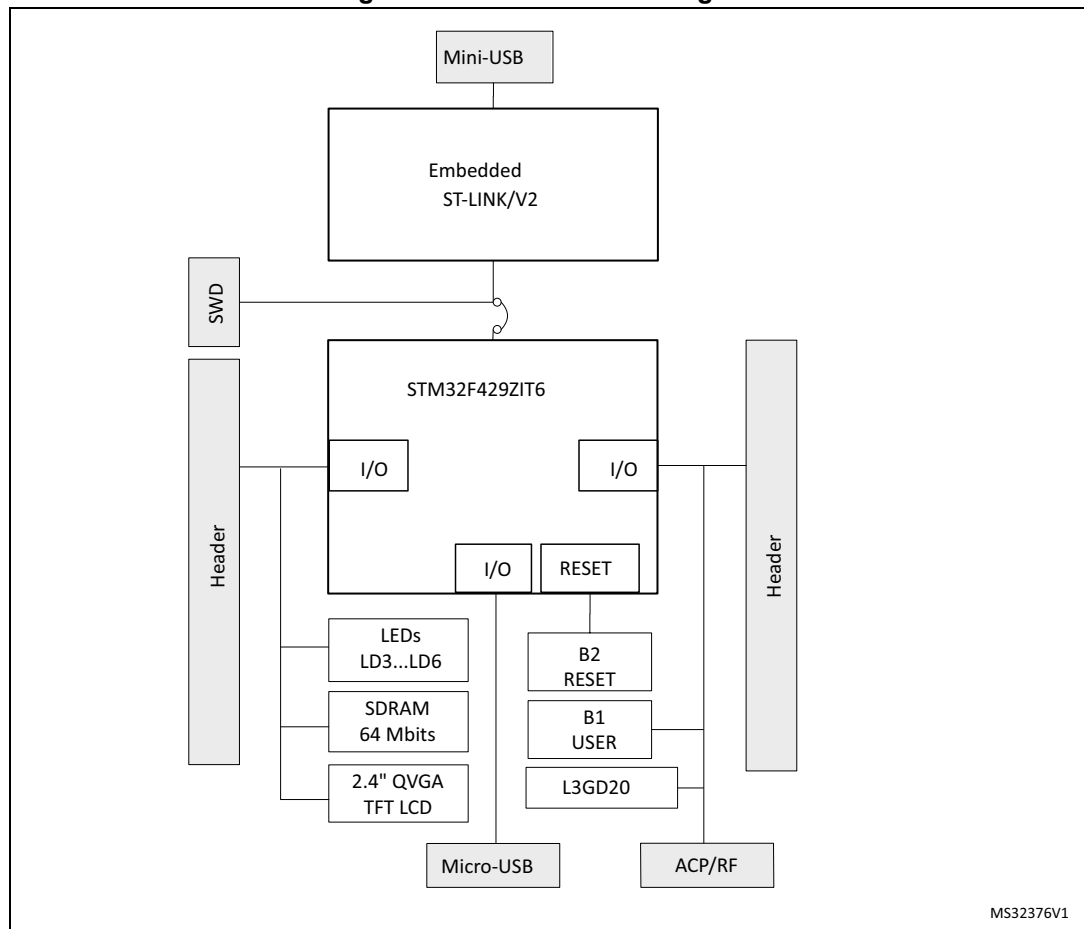 Mini-USB
Embedded
ST-LINK/V2
SWD
STM32F429ZIT6
I/O
I/O
Header
Header
I/O
RESET
LEDs
LD3...LD6
B2
RESET
SDRAM
64 Mbits
B1
USER
2.4" QVGA
TFT LCD
L3GD20
Micro-USB
ACP/RF
MS32376V1